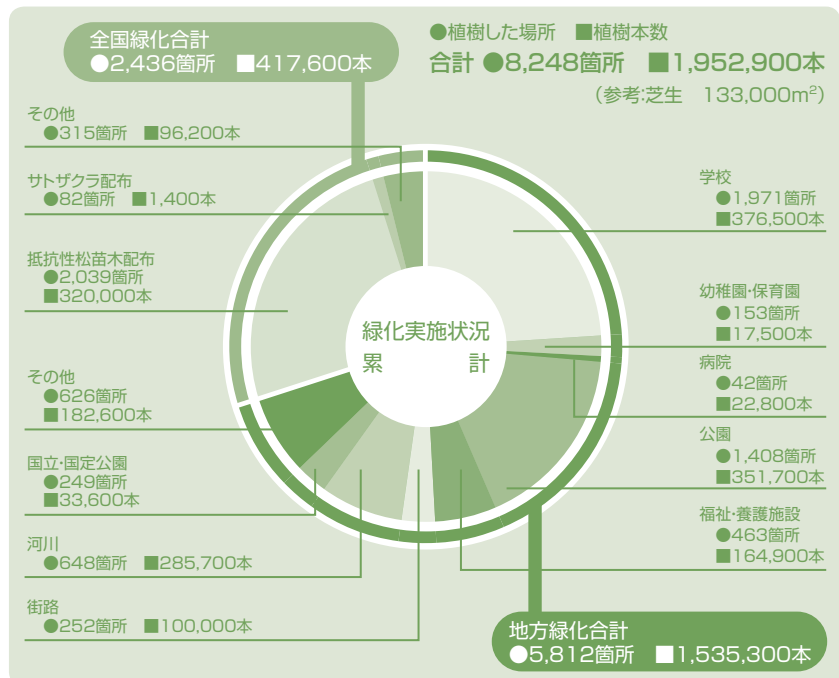 全国緑化合計
●2,436箇所 ■417,600本
●植樹した場所 ■植樹本数
合計 ●8,248箇所 ■1,952,900本
(参考:芝生 133,000m²)
その他
●315箇所 ■96,200本
サトザクラ配布
●82箇所 ■1,400本
抵抗性松苗木配布
●2,039箇所
■320,000本
その他
●626箇所
■182,600本
国立・国定公園
●249箇所
■33,600本
河川
●648箇所 ■285,700本
街路
●252箇所 ■100,000本
緑化実施状況
累 計
学校
●1,971箇所
■376,500本
幼稚園・保育園
●153箇所
■17,500本
病院
●42箇所
■22,800本
公園
●1,408箇所
■351,700本
福祉・養護施設
●463箇所
■164,900本
地方緑化合計
●5,812箇所 ■1,535,300本